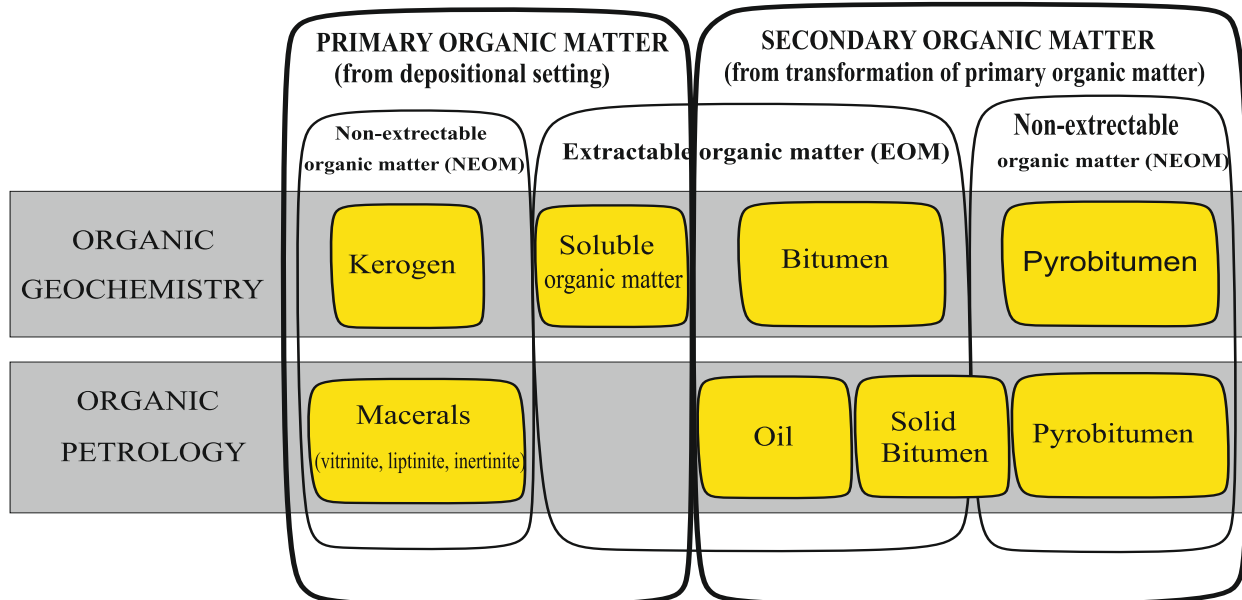 PRIMARY ORGANIC MATTER
(from depositional setting)
SECONDARY ORGANIC MATTER
(from transformation of primary organic matter)
Non-extrectable
organic matter (NEOM)
Extractable organic matter (EOM)
Non-extrectable
organic matter (NEOM)
ORGANIC
GEOCHEMISTRY
Kerogen
Soluble
organic matter
Bitumen
Pyrobitumen
ORGANIC
PETROLOGY
Macerals
(vitrinite, liptinite, inertinite)
Oil
Solid
Bitumen
Pyrobitumen